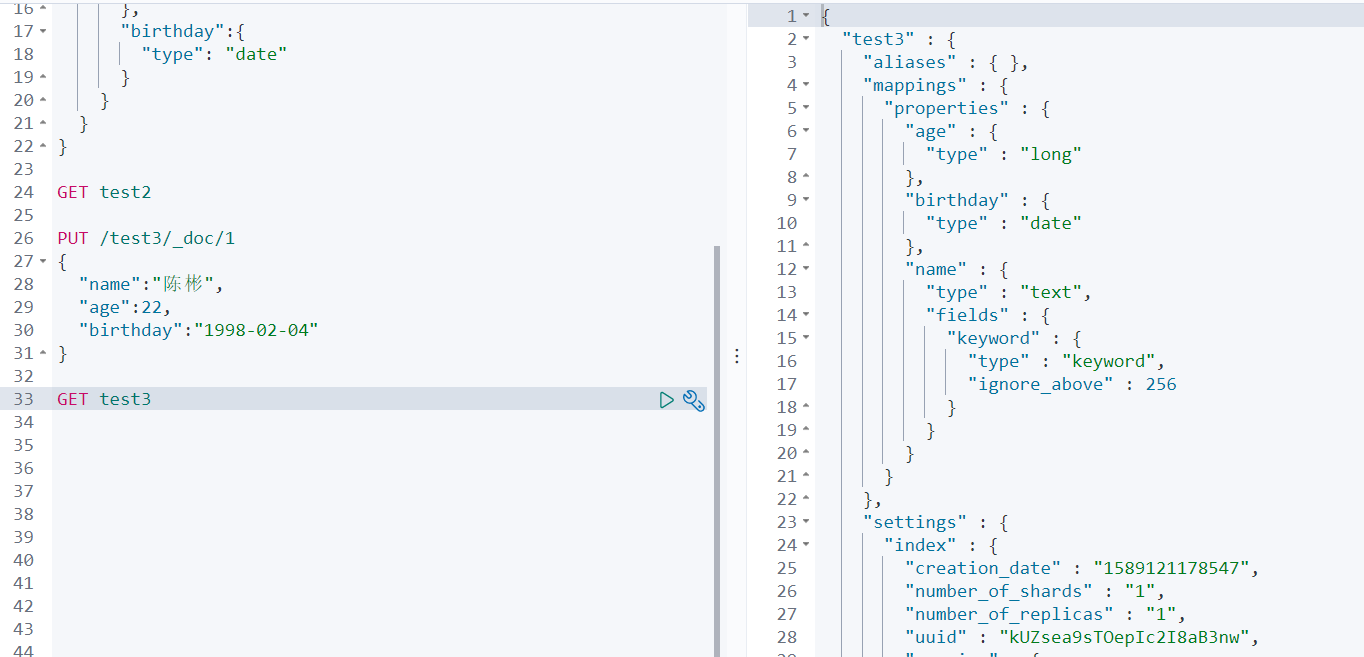 16 },
17 "birthday":{
18 "type": "date"
19 }
20 }
21 }
22 }
23
24 GET test2
25
26 PUT /test3/_doc/1
27 {
28 "name":"陈彬",
29 "age":22,
30 "birthday":"1998-02-04"
31 }
32
33 GET test3
34
35
36
37
38
39
40
41
42
43
44
1 {
2 "test3" : {
3 "aliases" : { },
4 "mappings" : {
5 "properties" : {
6 "age" : {
7 "type" : "long"
8 },
9 "birthday" : {
10 "type" : "date"
11 },
12 "name" : {
13 "type" : "text",
14 "fields" : {
15 "keyword" : {
16 "type" : "keyword",
17 "ignore_above" : 256
18 }
19 }
20 }
21 }
22 },
23 "settings" : {
24 "index" : {
25 "creation_date" : "1589121178547",
26 "number_of_shards" : "1",
27 "number_of_replicas" : "1",
28 "uuid" : "kUZsea9sTOepIc2I8aB3nw",